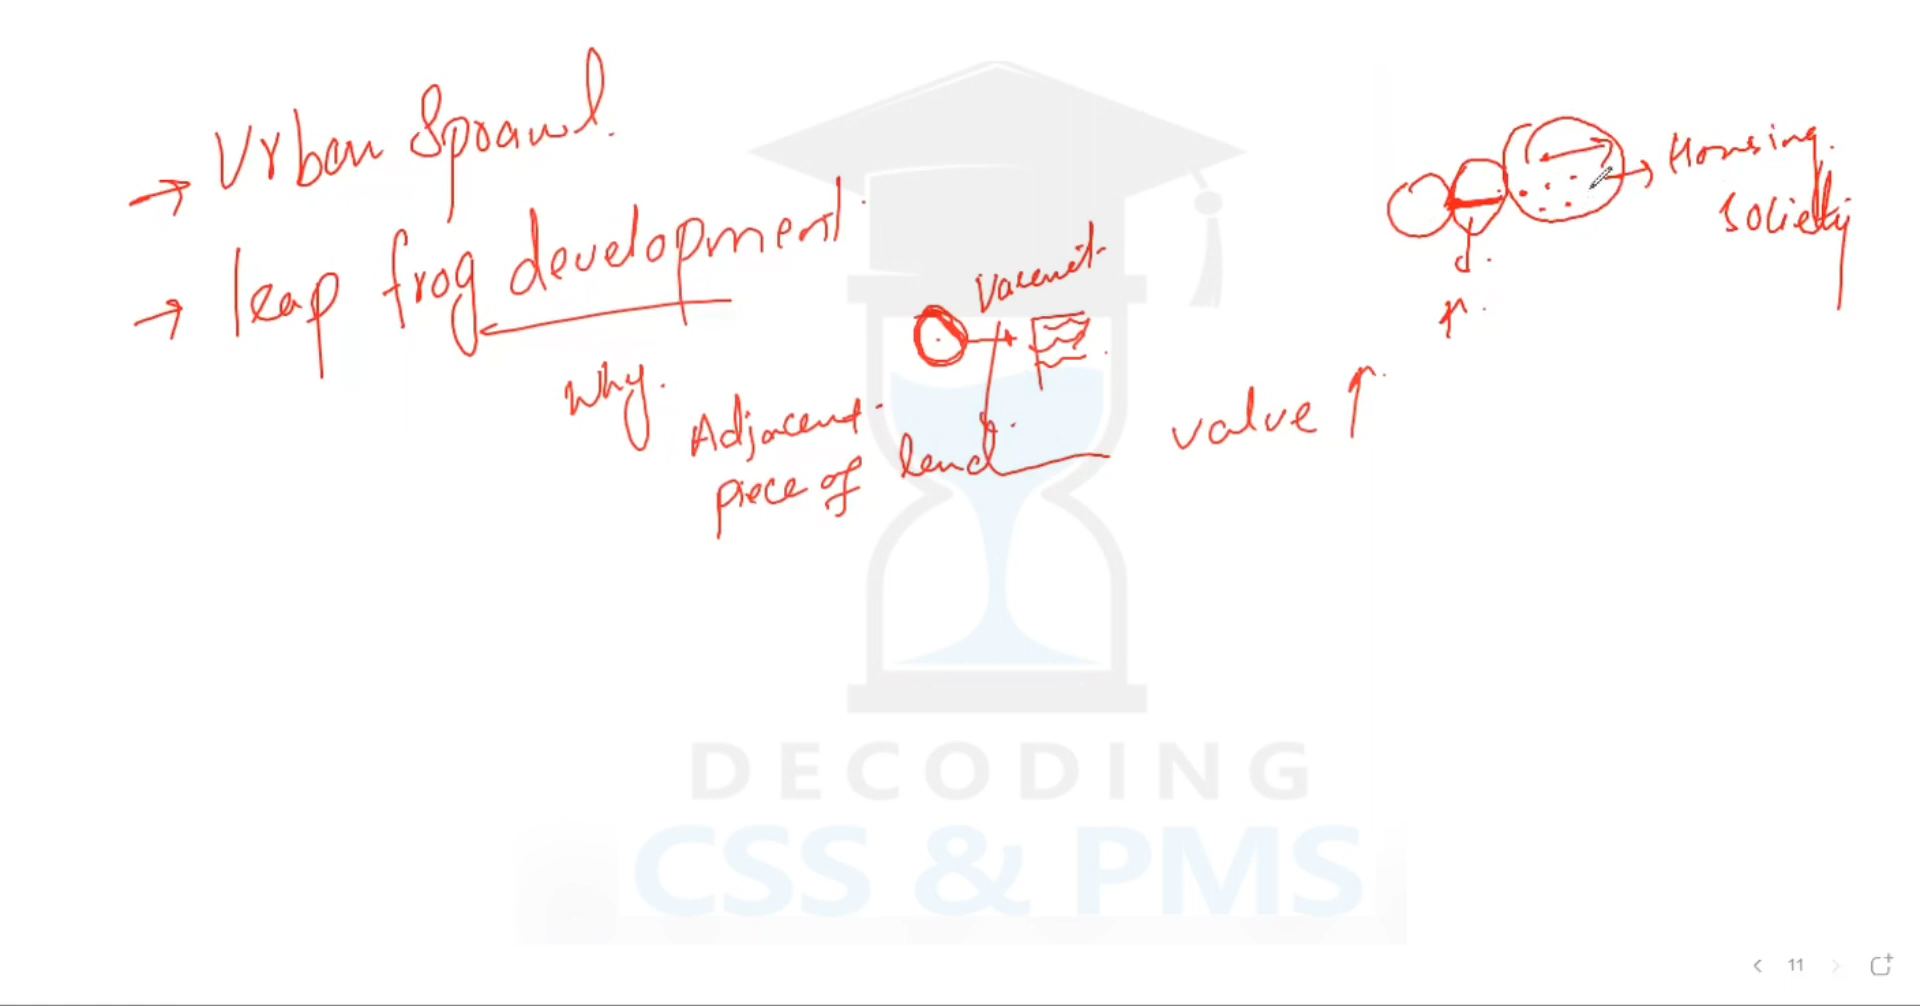 → Urban Sprawl.
→ leap frog development.
Why.
Vacant.
Adjacent.
piece of land
value ↑
→ Housing.
Society
d.
↑.
DECODING
CSS & PMS
11